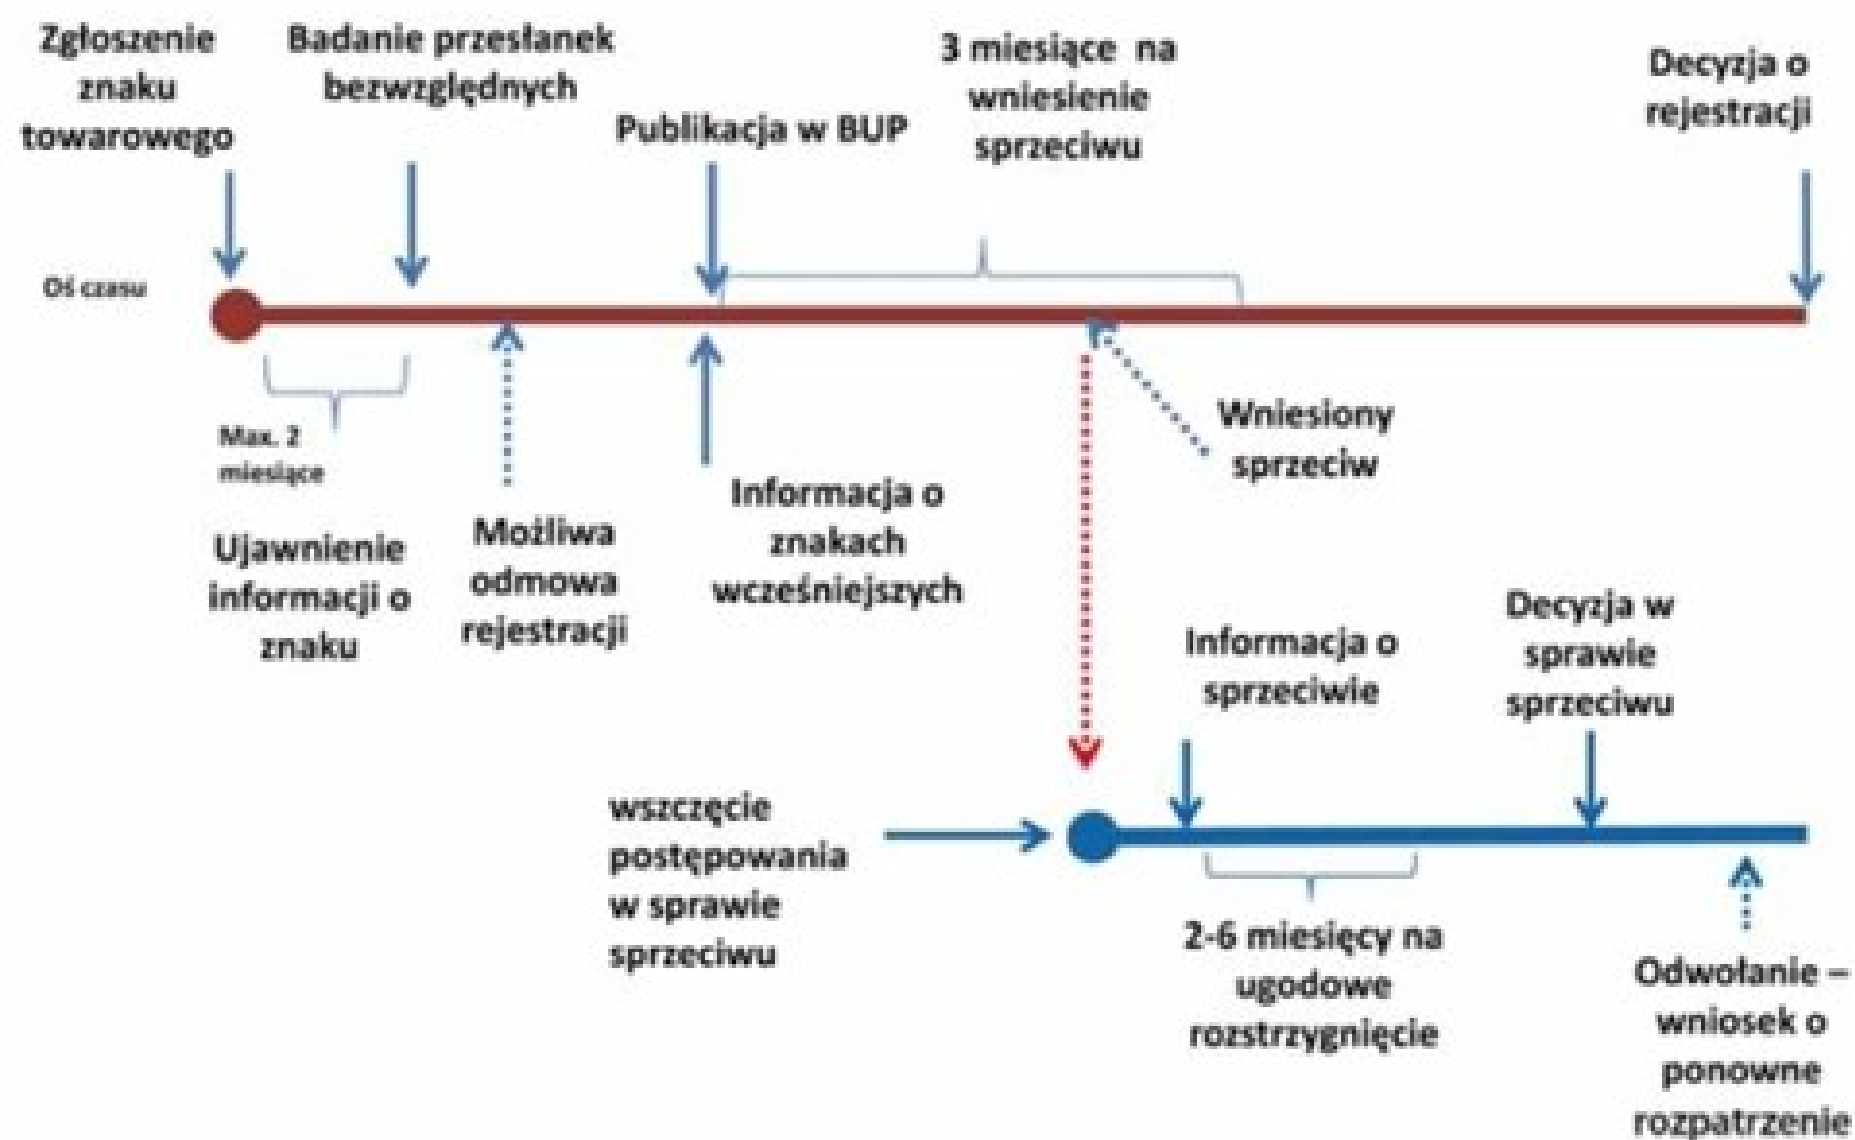 Zgłoszenie
znaku
towarowego
Badanie przesłanek
bezwzględnych
Publikacja w BUP
3 miesiące na
wniesienie
sprzeciwu
Decyzja o
rejestracji
Oś czasu
Max. 2
miesiące
Ujawnienie
informacji o
znaku
Możliwa
odmowa
rejestracji
Informacja o
znakach
wcześniejszych
Wniesiony
sprzeciw
Informacja o
sprzeciwie
Decyzja w
sprawie
sprzeciwu
wszczęcie
postępowania
w sprawie
sprzeciwu
2-6 miesięcy na
ugodowe
rozstrzygnięcie
Odwołanie –
wniosek o
ponowne
rozpatrzenie